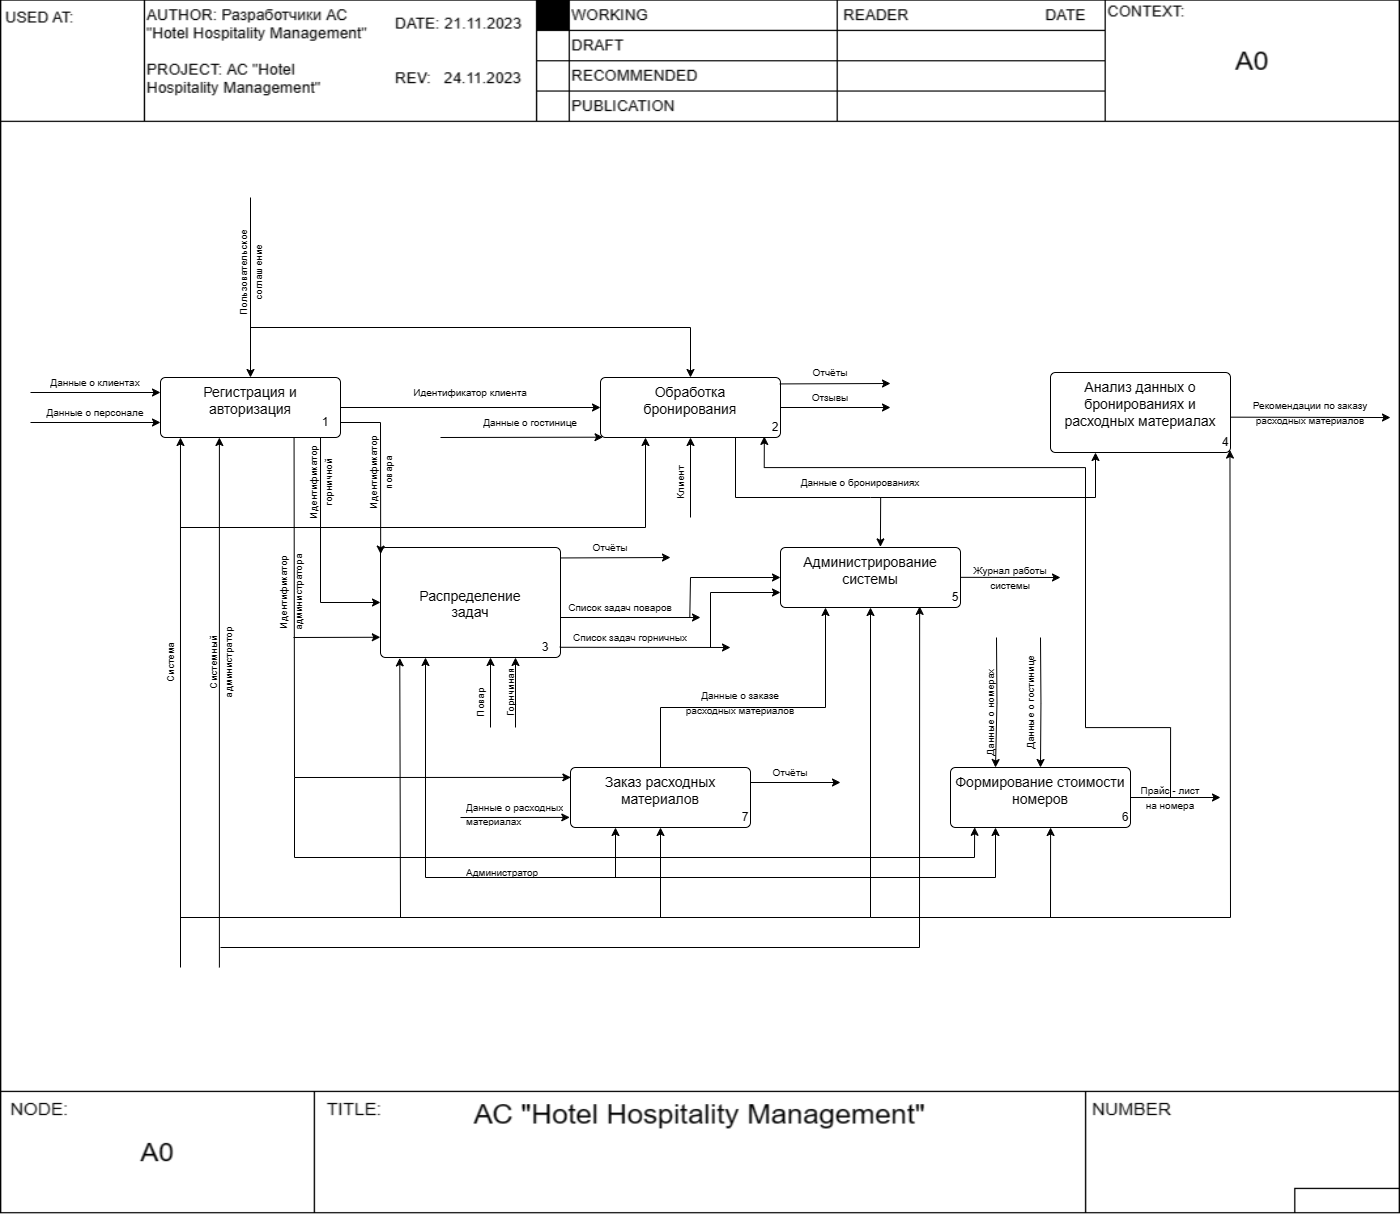 USED AT:
AUTHOR: Разработчики АС
"Hotel Hospitality Management"
DATE: 21.11.2023
PROJECT: АС "Hotel
Hospitality Management"
REV: 24.11.2023
WORKING
DRAFT
RECOMMENDED
PUBLICATION
READER
DATE
CONTEXT:
A0
Пользовательское
соглашение
Данные о клиентах
Данные о персонале
Регистрация и
авторизация
1
Идентификатор клиента
Данные о гостинице
Обработка
бронирования
2
Отчёты
Отзывы
Анализ данных о
бронированиях и
расходных материалах
4
Рекомендации по заказу
расходных материалов
Идентификатор
горничной
Идентификатор
повара
Клиент
Данные о бронированиях
Идентификатор
администратора
Система
Системный
администратор
Распределение
задач
3
Отчёты
Список задач поваров
Список задач горничных
Администрирование
системы
5
Журнал работы
системы
Повар
Горнчиная
Данные о заказе
расходных материалов
Данные о номерах
Данные о гостинице
Заказ расходных
материалов
7
Отчёты
Данные о расходных
материалах
Формирование стоимости
номеров
6
Прайс - лист
на номера
Администратор
NODE:
A0
TITLE:
АС "Hotel Hospitality Management"
NUMBER